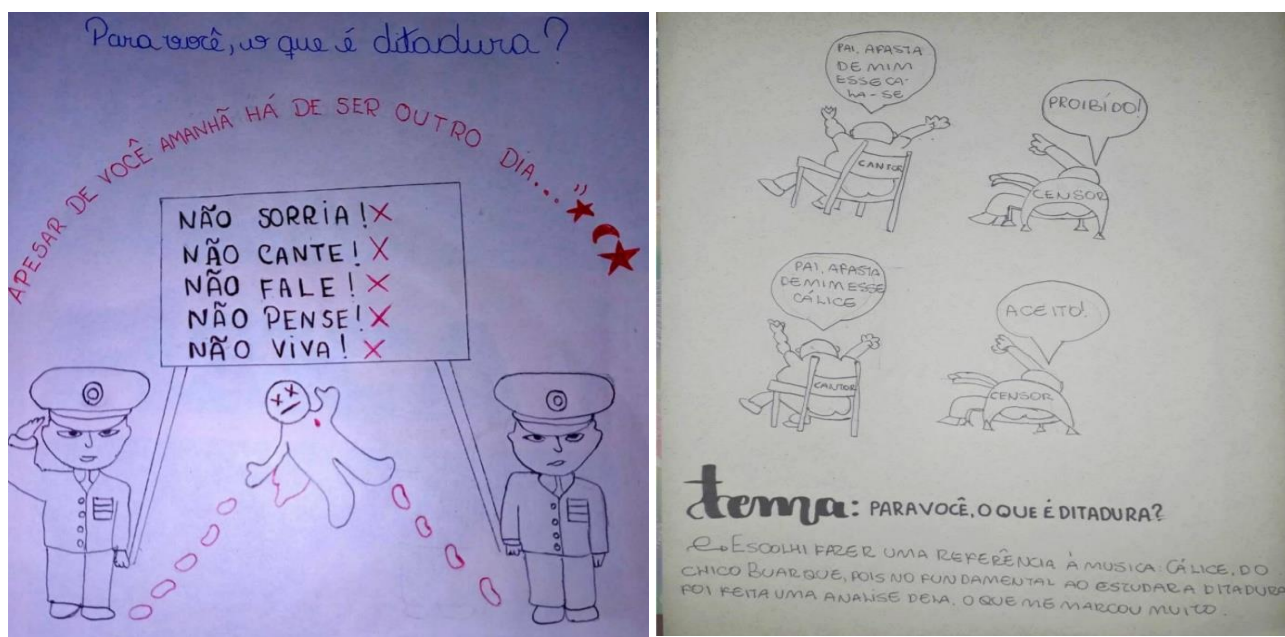 Para você, o que é ditadura?
APESAR DE VOCÊ AMANHÃ HÁ DE SER OUTRO DIA..."
NÃO SORRIA! X
NÃO CANTE! X
NÃO FALE! X
NÃO PENSE! X
NÃO VIVA! X
PAI, AFASTA
DE MIM
ESSE CA-
LA-SE
CANTOR
PROIBÍDO!
CENSOR
PAI, AFASTA
DE MIM ESSE
CÁLICE
CANTOR
ACEITO!
CENSOR
tema: PARA VOCÊ, O QUE É DITADURA?
ESCOLHI FAZER UMA REFERÊNCIA À MUSICA: CÁLICE, DO
CHICO BUARQUE, POIS NO FUNDAMENTAL AO ESTUDAR A DITADURA
FOI FEITA UMA ANALISE DELA, O QUE ME MARCOU MUITO.